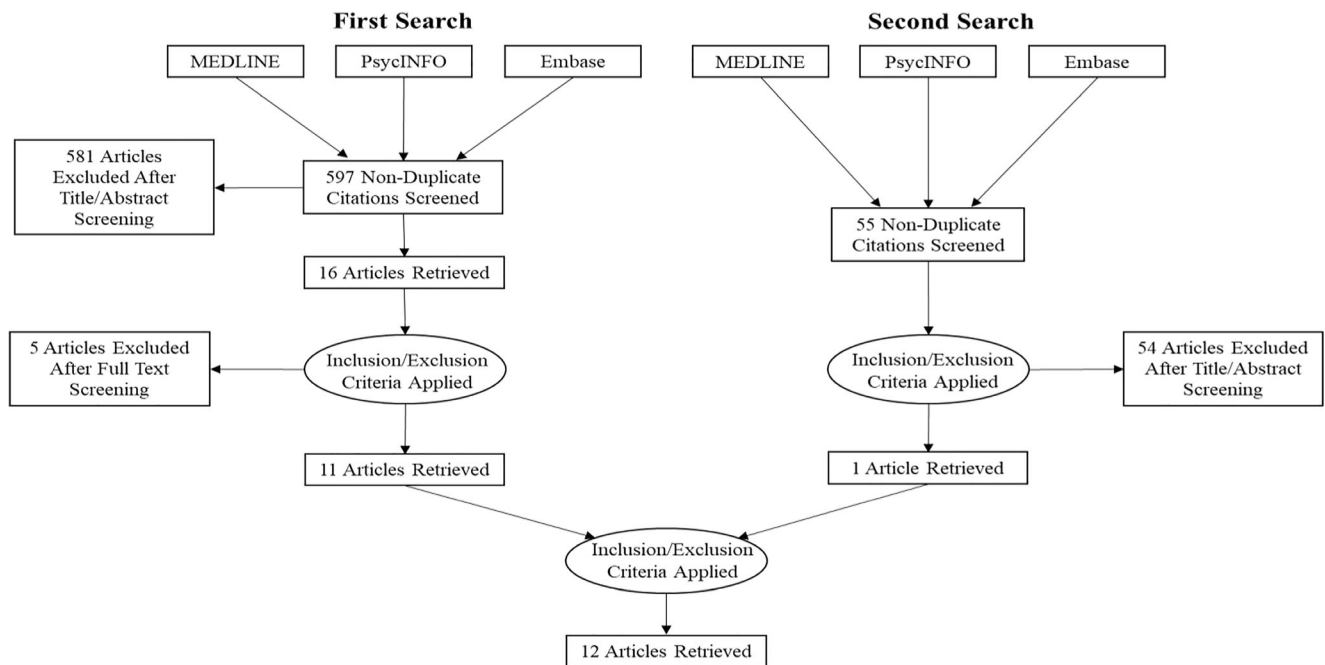 First Search
Second Search
MEDLINE
PsycINFO
Embase
MEDLINE
PsycINFO
Embase
581 Articles
Excluded After
Title/Abstract
Screening
597 Non-Duplicate
Citations Screened
55 Non-Duplicate
Citations Screened
16 Articles Retrieved
5 Articles Excluded
After Full Text
Screening
Inclusion/Exclusion
Criteria Applied
Inclusion/Exclusion
Criteria Applied
54 Articles Excluded
After Title/Abstract
Screening
11 Articles Retrieved
1 Article Retrieved
Inclusion/Exclusion
Criteria Applied
12 Articles Retrieved